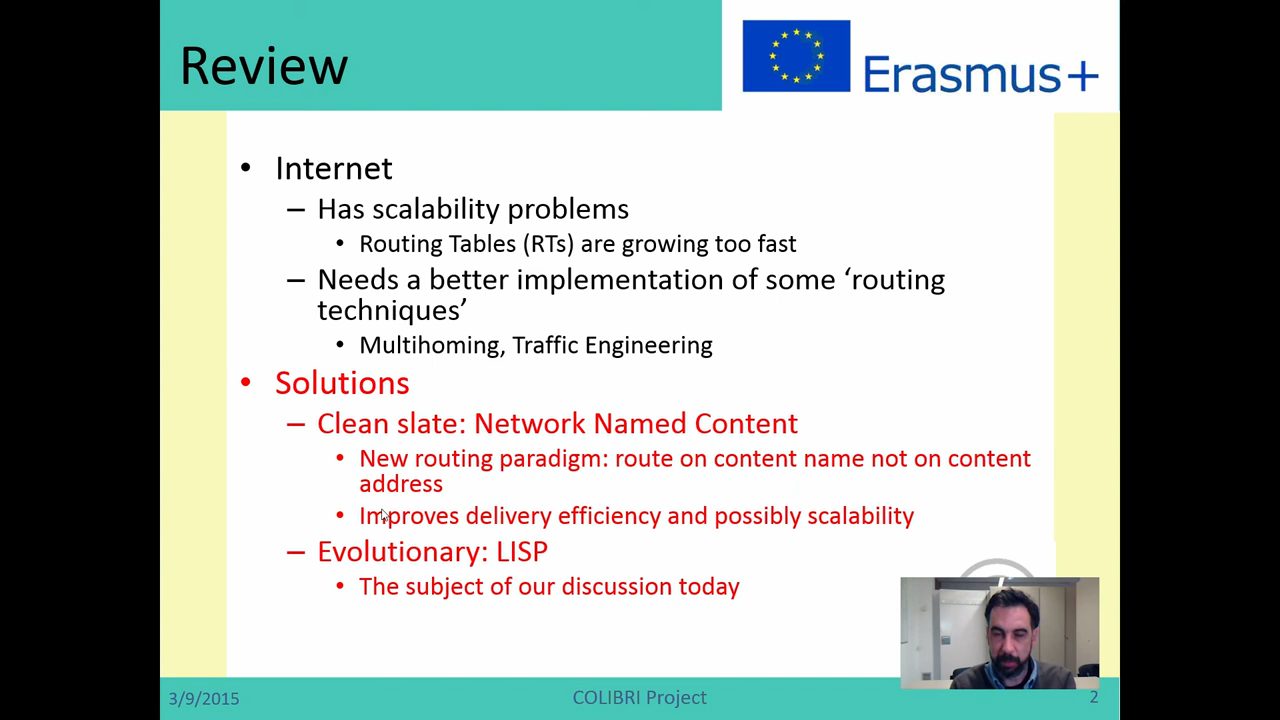 Review
Erasmus+
• Internet
– Has scalability problems
• Routing Tables (RTs) are growing too fast
– Needs a better implementation of some ‘routing
techniques’
• Multihoming, Traffic Engineering
• Solutions
– Clean slate: Network Named Content
• New routing paradigm: route on content name not on content
address
• Improves delivery efficiency and possibly scalability
– Evolutionary: LISP
• The subject of our discussion today
3/9/2015
COLIBRI Project
2